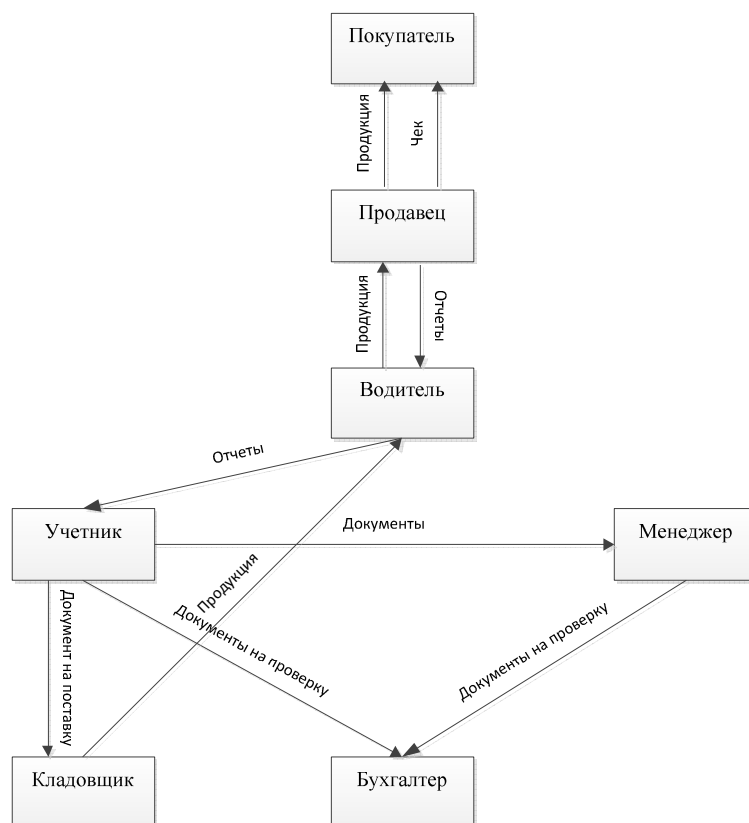 Покупатель
Продукция
Чек
Продавец
Продукция
Отчеты
Водитель
Отчеты
Учетник
Документы
Менеджер
Продукция
Документ на поставку
Документы на проверку
Документы на проверку
Кладовщик
Бухгалтер